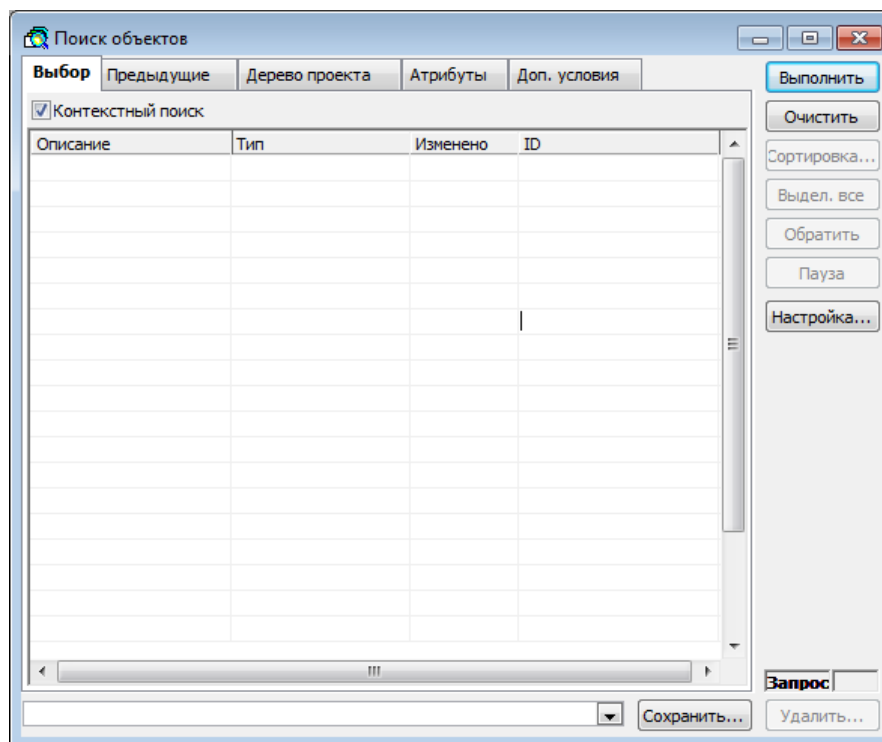 Поиск объектов
Выбор Предыдущие Дерево проекта Атрибуты Доп. условия
Выполнить
Контекстный поиск
Очистить
Описание Тип Изменено ID
Сортировка...
Выдел. все
Обратить
Пауза
Настройка...
Запрос
Сохранить... Удалить...